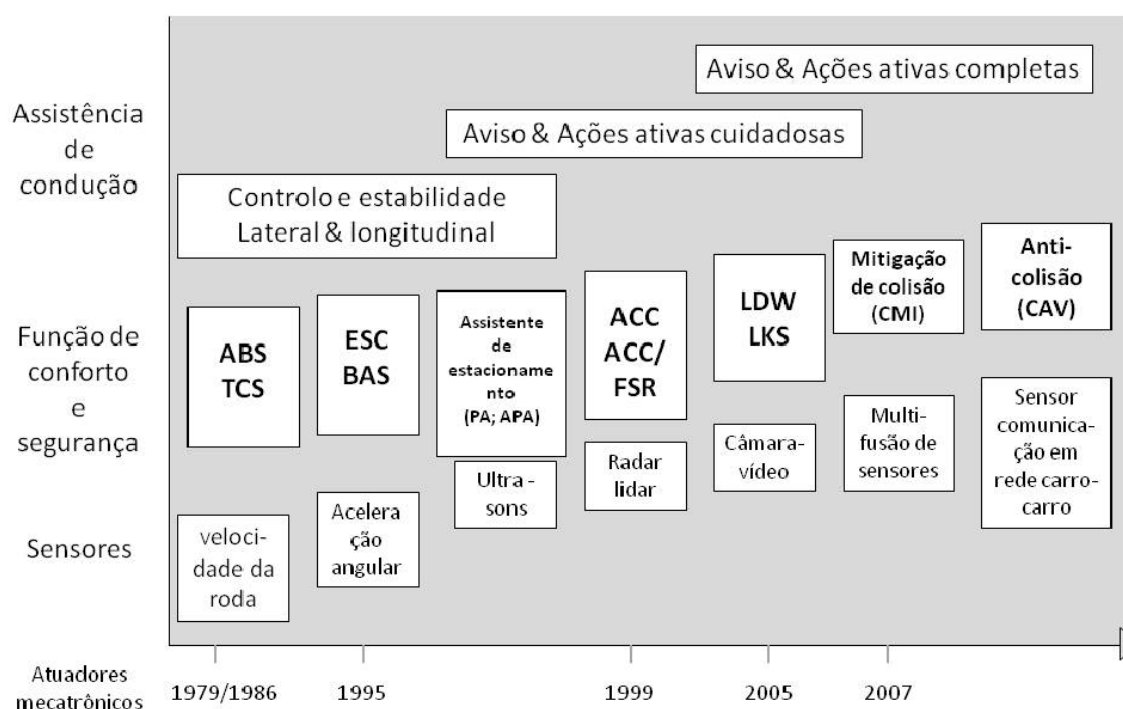 Aviso & Ações ativas completas
Assistência
de
condução
Aviso & Ações ativas cuidadosas
Controlo e estabilidade
Lateral & longitudinal
Função de
conforto
e
segurança
ABS
TCS
ESC
BAS
Assistente
de
estacioname
nto
(PA; APA)
ACC
ACC/
FSR
LDW
LKS
Mitigação
de colisão
(CMI)
Anti-
colisão
(CAV)
Sensores
veloci-
dade da
roda
Acelera
ção
angular
Ultra -
sons
Radar
lidar
Câmara-
vídeo
Multi-
fusão de
sensores
Sensor
comunica-
ção em
rede carro-
carro
Atuadores
mecatrônicos
1979/1986
1995
1999
2005
2007